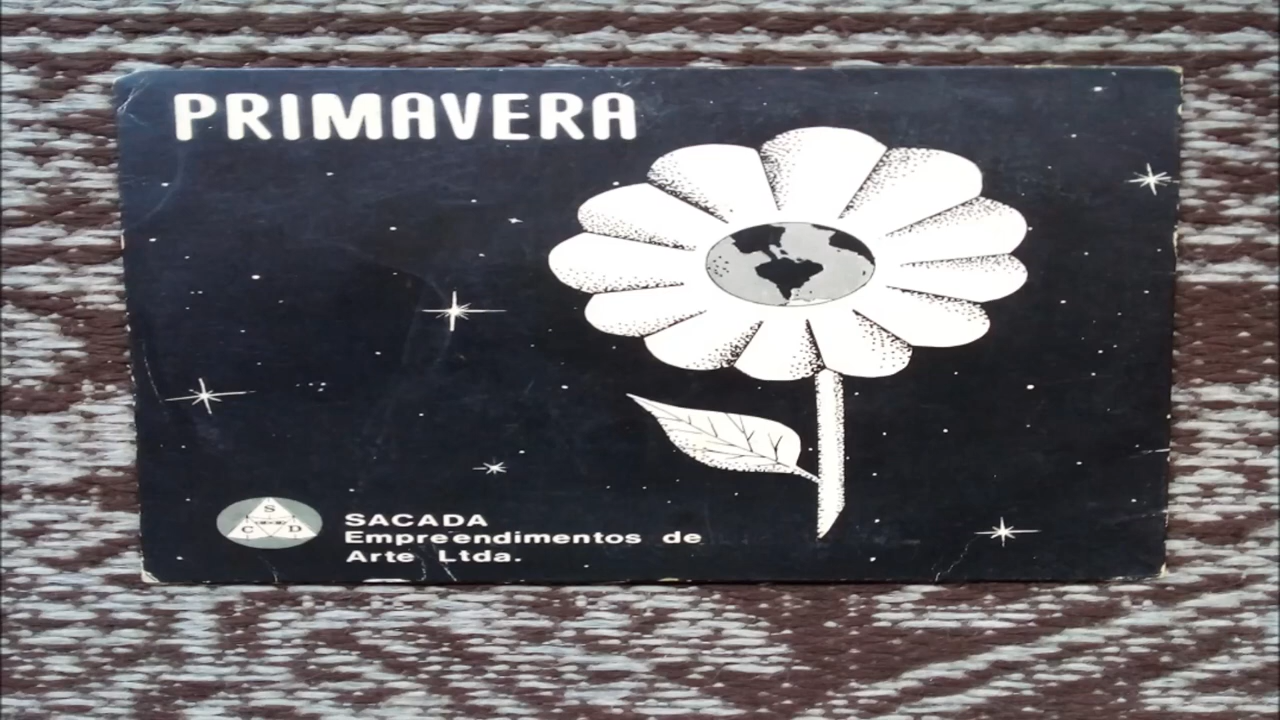 PRIMAVERA
S
C D
SACADA
Empreendimentos de
Arte Ltda.